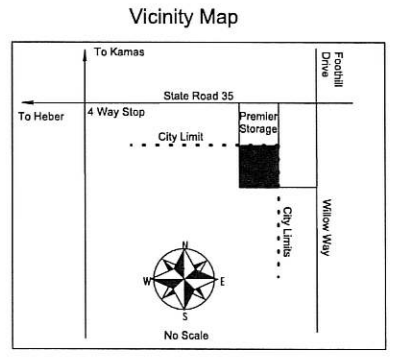 Vicinity Map
To Kamas
Foothill
Drive
State Road 35
To Heber
4 Way Stop
Premier
Storage
City Limit
City Limits
Willow Way
N
W
E
S
No Scale